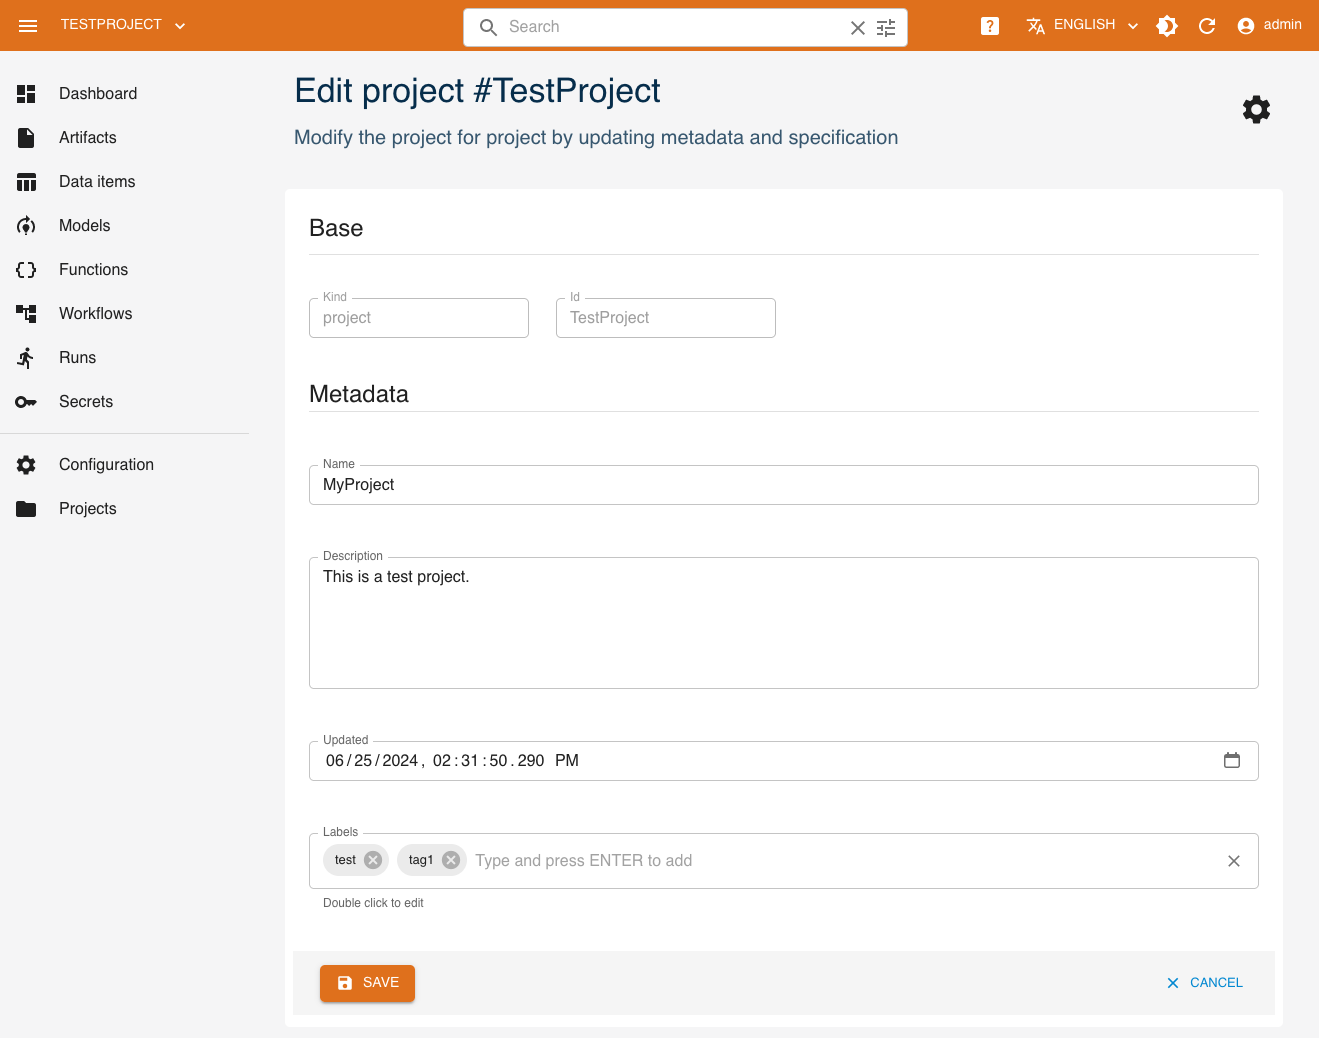 TESTPROJECT
Search
?
ENGLISH
admin
Dashboard
Artifacts
Data items
Models
Functions
Workflows
Runs
Secrets
Configuration
Projects
Edit project #TestProject
Modify the project for project by updating metadata and specification
Base
Kind
project
Id
TestProject
Metadata
Name
MyProject
Description
This is a test project.
Updated
06/25/2024, 02:31:50.290 PM
Labels
test tag1 Type and press ENTER to add
Double click to edit
SAVE
CANCEL